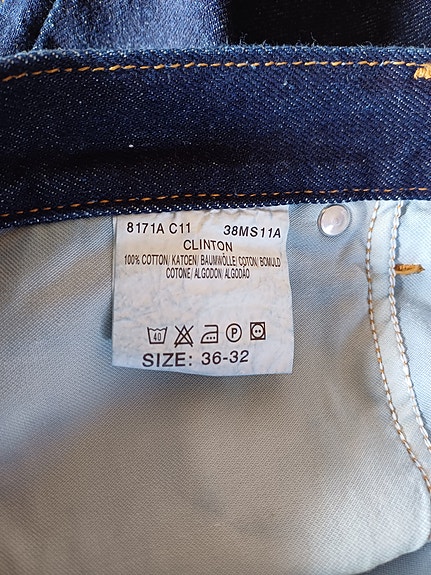 8171A C11 38MS11A
CLINTON
100% COTTON/ KATOEN/ BAUMWOLLE/ COTON/ BOMULD
COTONE/ ALGODON/ ALGODÃO
40 P
SIZE: 36-32